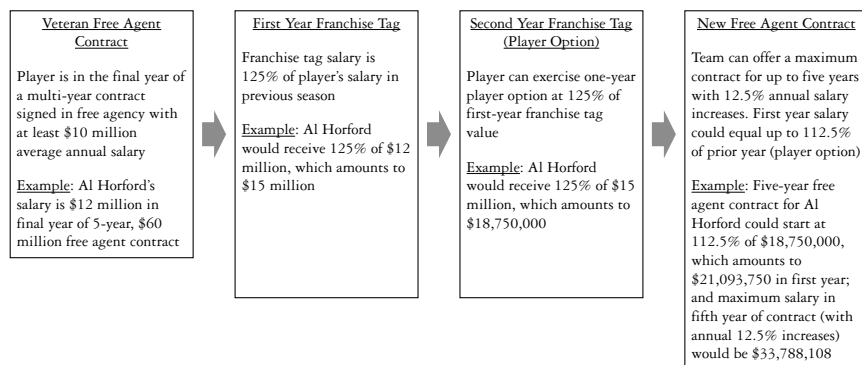 Veteran Free Agent
Contract
Player is in the final year of
a multi-year contract
signed in free agency with
at least $10 million
average annual salary
Example: Al Horford's
salary is $12 million in
final year of 5-year, $60
million free agent contract
First Year Franchise Tag
Franchise tag salary is
125% of player's salary in
previous season
Example: Al Horford
would receive 125% of $12
million, which amounts to
$15 million
Second Year Franchise Tag
(Player Option)
Player can exercise one-year
player option at 125% of
first-year franchise tag
value
Example: Al Horford
would receive 125% of $15
million, which amounts to
$18,750,000
New Free Agent Contract
Team can offer a maximum
contract for up to five years
with 12.5% annual salary
increases. First year salary
could equal up to 112.5%
of prior year (player option)
Example: Five-year free
agent contract for Al
Horford could start at
112.5% of $18,750,000,
which amounts to
$21,093,750 in first year;
and maximum salary in
fifth year of contract (with
annual 12.5% increases)
would be $33,788,108